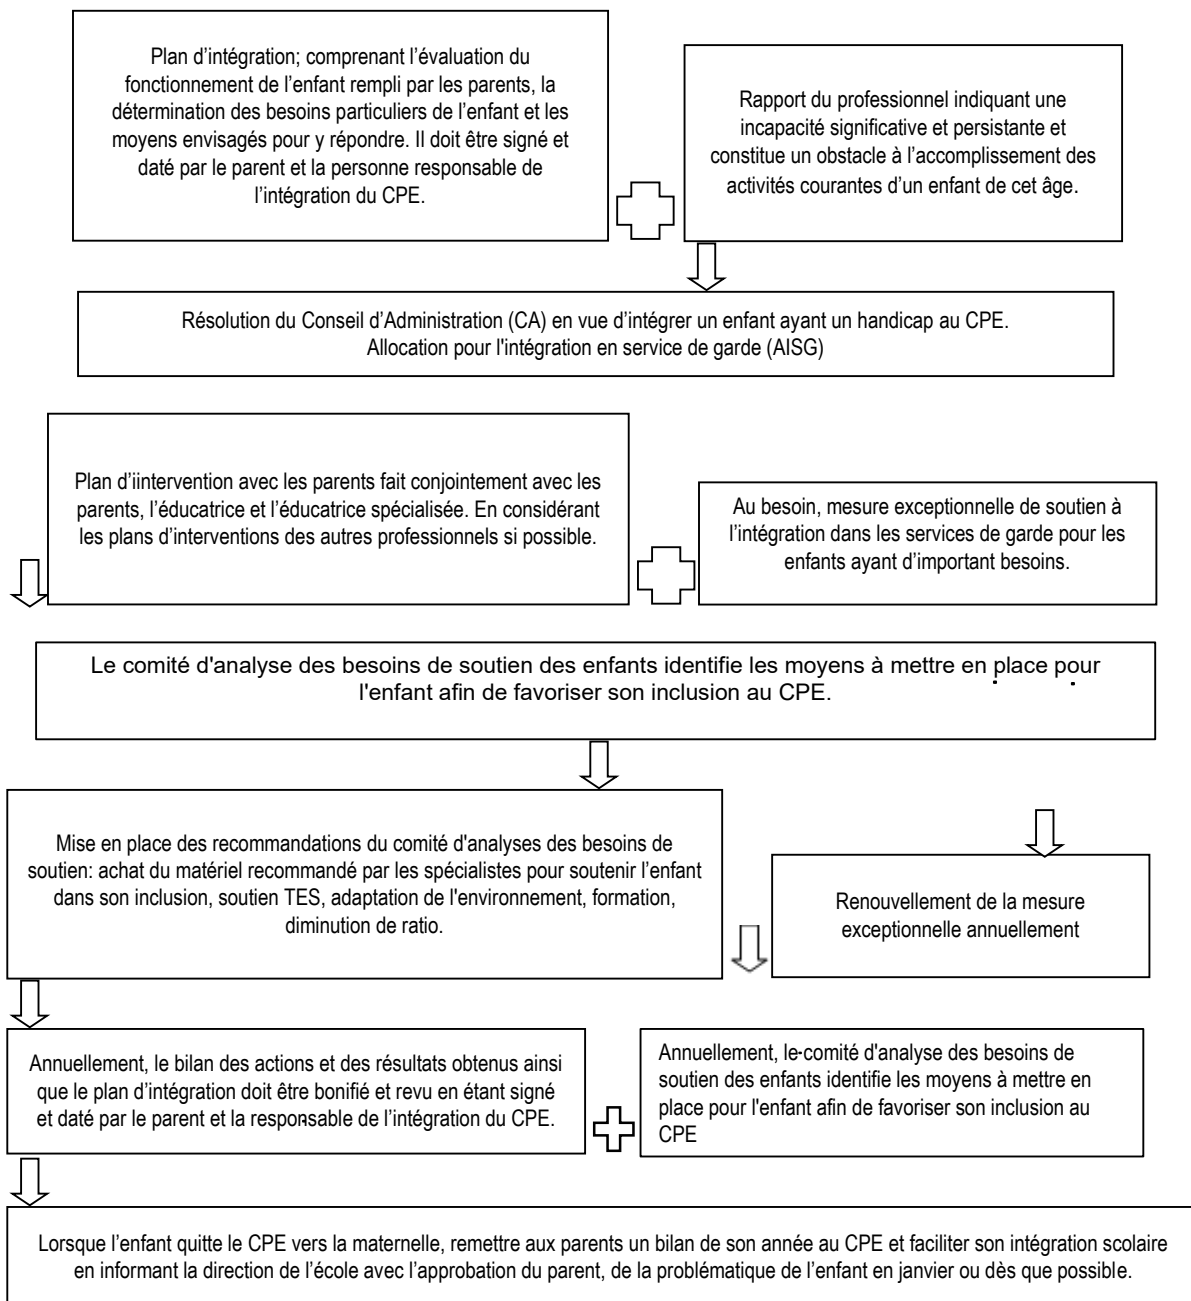 Plan d’intégration; comprenant l’évaluation du
fonctionnement de l’enfant rempli par les parents, la
détermination des besoins particuliers de l’enfant et les
moyens envisagés pour y répondre. Il doit être signé et
daté par le parent et la personne responsable de
l’intégration du CPE.
Rapport du professionnel indiquant une
incapacité significative et persistante et
constitue un obstacle à l’accomplissement des
activités courantes d’un enfant de cet âge.
Résolution du Conseil d’Administration (CA) en vue d’intégrer un enfant ayant un handicap au CPE.
Allocation pour l'intégration en service de garde (AISG)
Plan d’iintervention avec les parents fait conjointement avec les
parents, l’éducatrice et l’éducatrice spécialisée. En considérant
les plans d’interventions des autres professionnels si possible.
Au besoin, mesure exceptionnelle de soutien à
l’intégration dans les services de garde pour les
enfants ayant d’important besoins.
Le comité d'analyse des besoins de soutien des enfants identifie les moyens à mettre en place pour
l'enfant afin de favoriser son inclusion au CPE.
Mise en place des recommandations du comité d'analyses des besoins de
soutien: achat du matériel recommandé par les spécialistes pour soutenir l’enfant
dans son inclusion, soutien TES, adaptation de l'environnement, formation,
diminution de ratio.
Renouvellement de la mesure
exceptionnelle annuellement
Annuellement, le bilan des actions et des résultats obtenus ainsi
que le plan d’intégration doit être bonifié et revu en étant signé
et daté par le parent et la responsable de l’intégration du CPE.
Annuellement, le comité d'analyse des besoins de
soutien des enfants identifie les moyens à mettre en
place pour l'enfant afin de favoriser son inclusion au
CPE
Lorsque l’enfant quitte le CPE vers la maternelle, remettre aux parents un bilan de son année au CPE et faciliter son intégration scolaire
en informant la direction de l’école avec l’approbation du parent, de la problématique de l’enfant en janvier ou dès que possible.